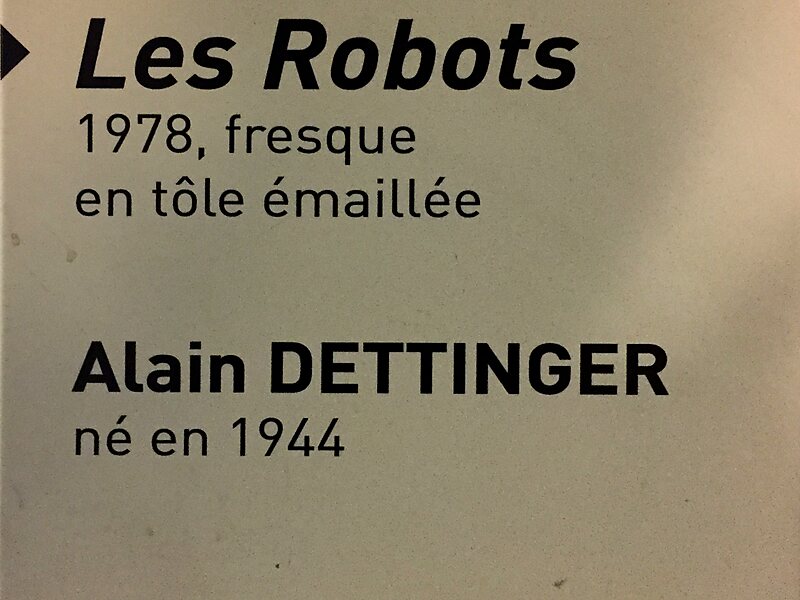 Les Robots
1978, fresque
en tôle émaillée
Alain DETTINGER
né en 1944